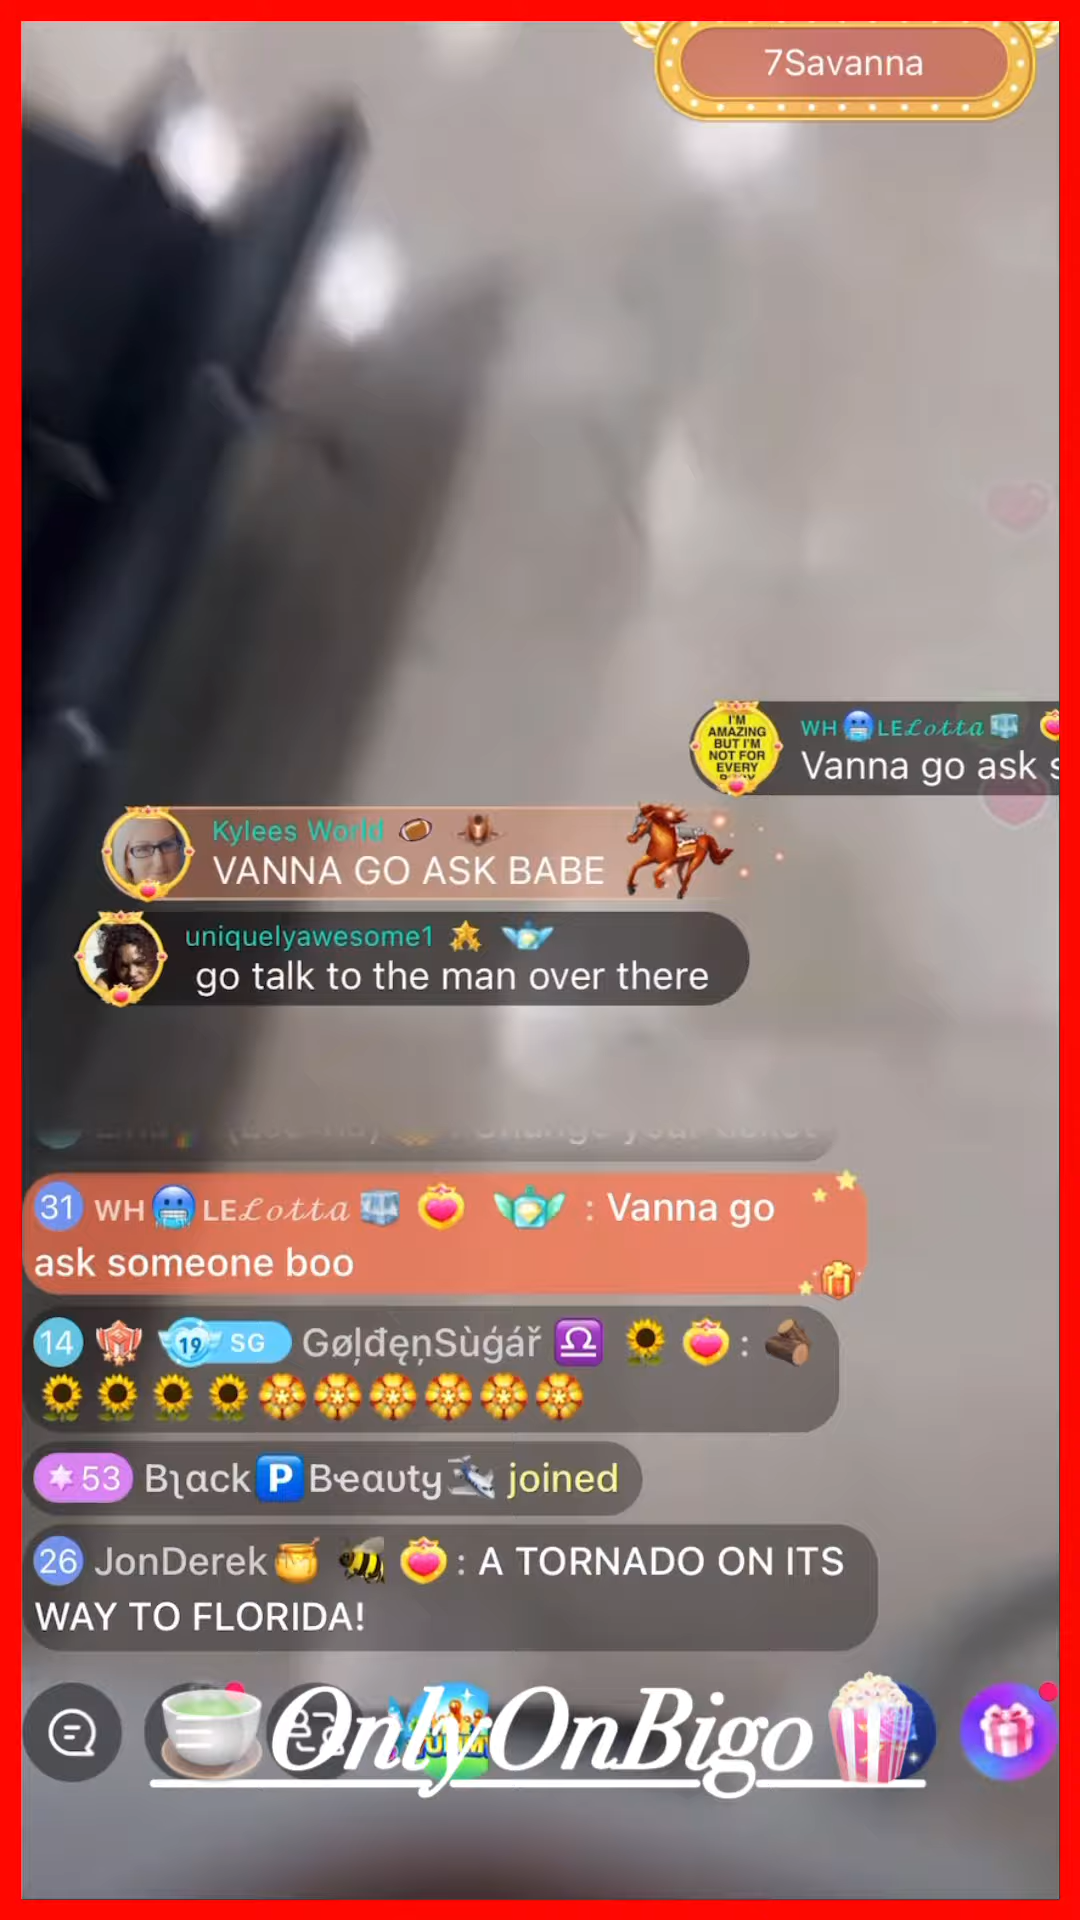 7Savanna
I'M
AMAZING
BUT I'M
NOT FOR
EVERY
WH🥶LE𝓛𝓸𝓽𝓽𝓪🧊
Vanna go ask
Kylees World 🏈
VANNA GO ASK BABE
uniquelyawesome1
go talk to the man over there
31 WH🥶LE𝓛𝓸𝓽𝓽𝓪🧊 : Vanna go
ask someone boo
14 19 SG GøļđęņSùģář ♎ 🌻 : 🪵
🌻🌻🌻🌻🏵️🏵️🏵️🏵️🏵️🏵️
53 Bʅack🅿️Bҽαυƚყ🛩️ joined
26 JonDerek🍯 🐝 : A TORNADO ON ITS
WAY TO FLORIDA!
OnlyOnBigo